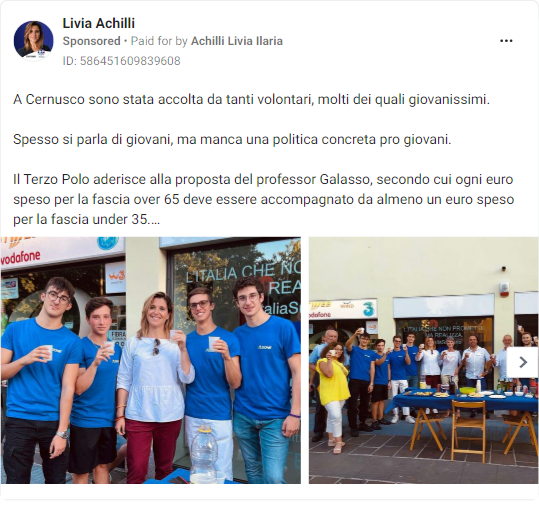 Livia Achilli
Sponsored • Paid for by Achilli Livia Ilaria
ID: 586451609839608
A Cernusco sono stata accolta da tanti volontari, molti dei quali giovanissimi.
Spesso si parla di giovani, ma manca una politica concreta pro giovani.
Il Terzo Polo aderisce alla proposta del professor Galasso, secondo cui ogni euro
speso per la fascia over 65 deve essere accompagnato da almeno un euro speso
per la fascia under 35....
vodafone
L'ITALIA CHE NO
REA
aliaS
AZIONE
3
L'ITALIA CHE NON PROMETTE
REALIZZA